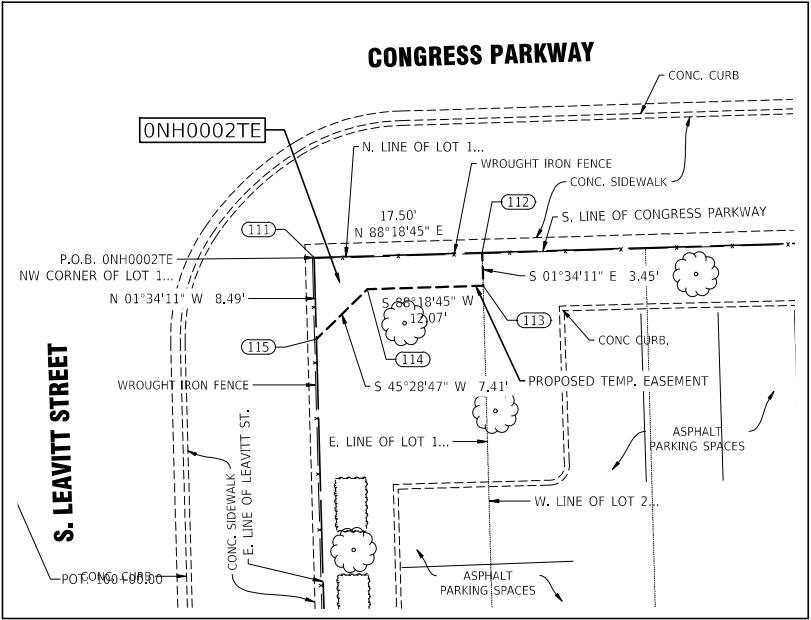 CONGRESS PARKWAY
CONC. CURB
0NH0002TE
N. LINE OF LOT 1...
WROUGHT IRON FENCE
CONC. SIDEWALK
112
17.50'
N 88°18'45" E
S. LINE OF CONGRESS PARKWAY
111
P.O.B. 0NH0002TE
NW CORNER OF LOT 1...
S 01°34'11" E 3.45'
N 01°34'11" W 8.49'
S 88°18'45" W
12.07'
113
115
114
CONC CURB.
WROUGHT IRON FENCE
S 45°28'47" W 7.41'
PROPOSED TEMP. EASEMENT
S. LEAVITT STREET
E. LINE OF LOT 1...
ASPHALT
PARKING SPACES
CONC. SIDEWALK
E. LINE OF LEAVITT ST.
W. LINE OF LOT 2...
POT: 100+00.00
CONC. CURB
ASPHALT
PARKING SPACES